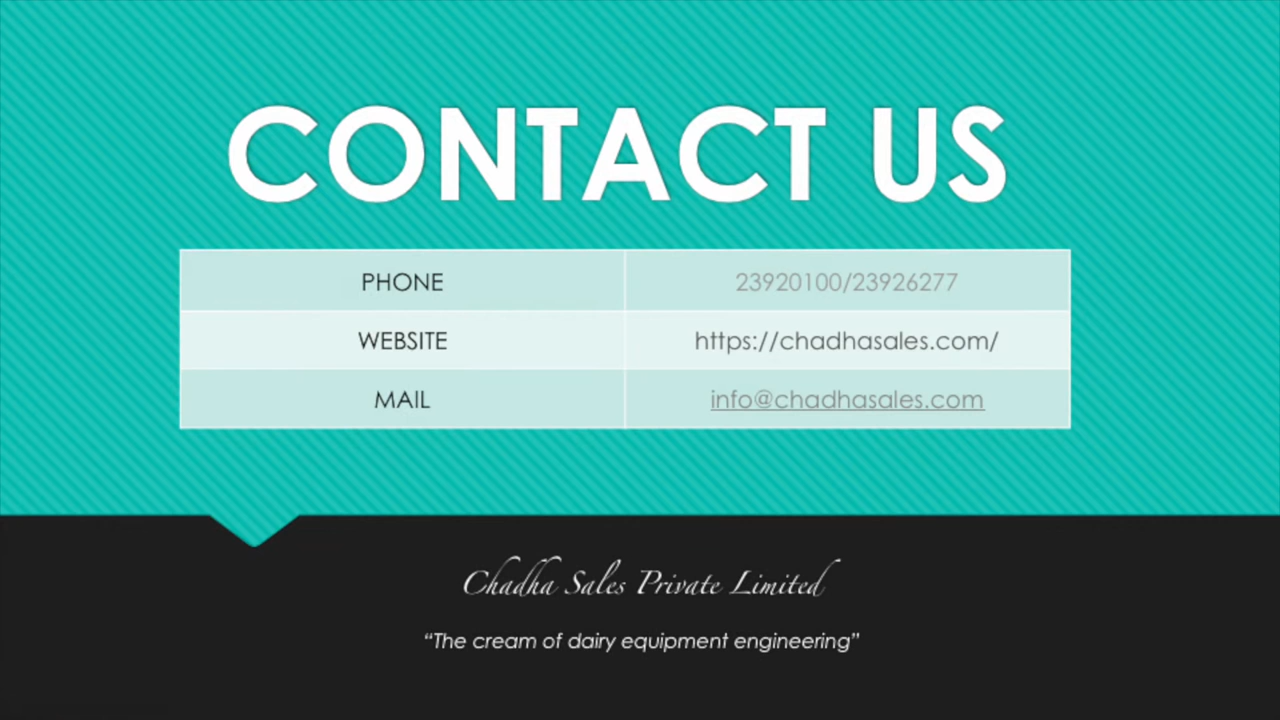 CONTACT US
PHONE 23920100/23926277
WEBSITE https://chadhasales.com/
MAIL info@chadhasales.com
Chadha Sales Private Limited
“The cream of dairy equipment engineering”